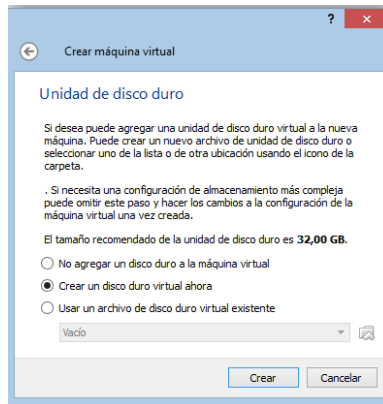 ?
Crear máquina virtual
Unidad de disco duro
Si desea puede agregar una unidad de disco duro virtual a la nueva
máquina. Puede crear un nuevo archivo de unidad de disco duro o
seleccionar uno de la lista o de otra ubicación usando el icono de la
carpeta.
. Si necesita una configuración de almacenamiento más compleja
puede omitir este paso y hacer los cambios a la configuración de la
máquina virtual una vez creada.
El tamaño recomendado de la unidad de disco duro es 32,00 GB.
No agregar un disco duro a la máquina virtual
Crear un disco duro virtual ahora
Usar un archivo de disco duro virtual existente
Vacío
Crear Cancelar